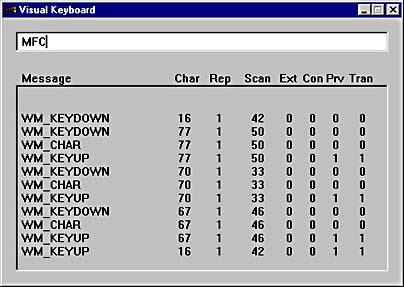 Visual Keyboard
MFC
Message Char Rep Scan Ext Con Prv Tran
WM_KEYDOWN 16 1 42 0 0 0 0
WM_KEYDOWN 77 1 50 0 0 0 0
WM_CHAR 77 1 50 0 0 0 0
WM_KEYUP 77 1 50 0 0 1 1
WM_KEYDOWN 70 1 33 0 0 0 0
WM_CHAR 70 1 33 0 0 0 0
WM_KEYUP 70 1 33 0 0 1 1
WM_KEYDOWN 67 1 46 0 0 0 0
WM_CHAR 67 1 46 0 0 0 0
WM_KEYUP 67 1 46 0 0 1 1
WM_KEYUP 16 1 42 0 0 1 1